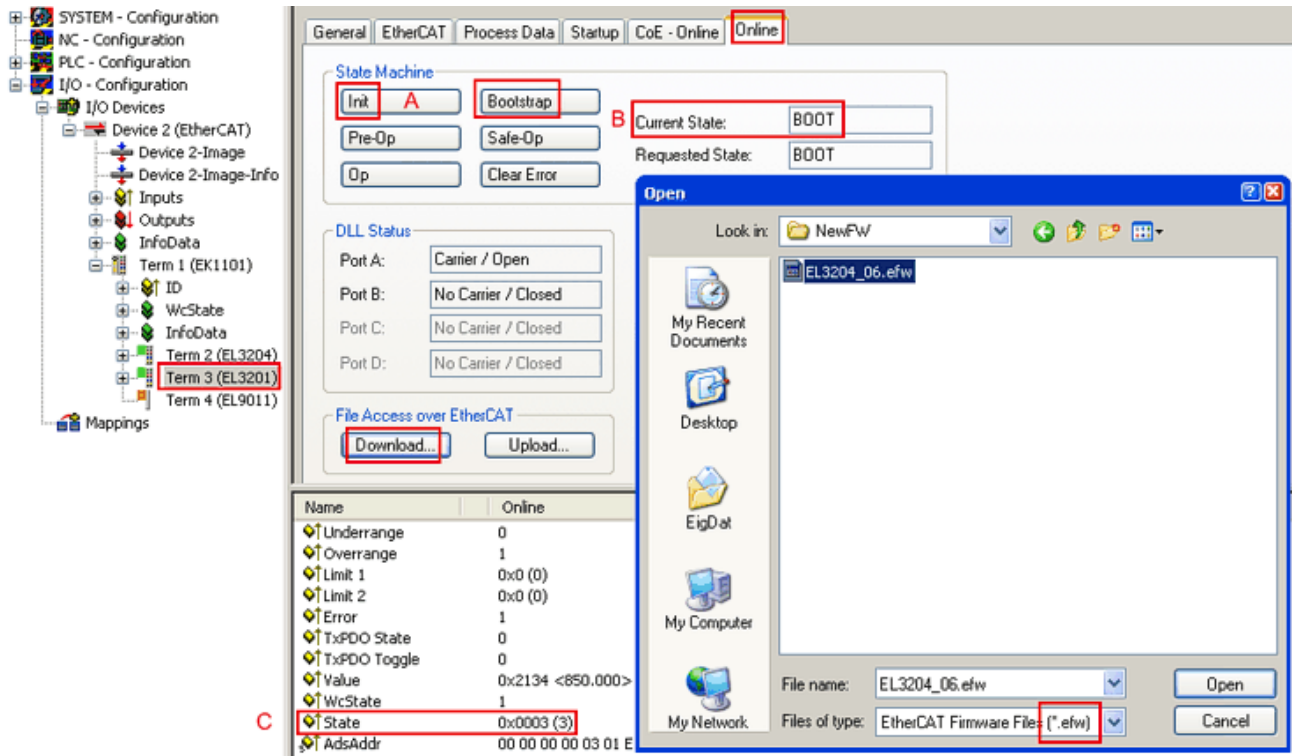 SYSTEM - Configuration
NC - Configuration
PLC - Configuration
I/O - Configuration
I/O Devices
Device 2 (EtherCAT)
Device 2-Image
Device 2-Image-Info
Inputs
Outputs
InfoData
Term 1 (EK1101)
ID
WcState
InfoData
Term 2 (EL3204)
Term 3 (EL3201)
Term 4 (EL9011)
Mappings
General EtherCAT Process Data Startup CoE - Online Online
State Machine
Init A Bootstrap
Pre-Op Safe-Op
Op Clear Error
B Current State: BOOT
Requested State: BOOT
DLL Status
Port A: Carrier / Open
Port B: No Carrier / Closed
Port C: No Carrier / Closed
Port D: No Carrier / Closed
File Access over EtherCAT
Download... Upload...
Name Online
Underrange 0
Overrange 1
Limit 1 0x0 (0)
Limit 2 0x0 (0)
Error 1
TxPDO State 0
TxPDO Toggle 0
Value 0x2134 <850.000>
WcState 1
C State 0x0003 (3)
AdsAddr 00 00 00 00 03 01 E
Open
Look in: NewFW
EL3204_06.efw
My Recent
Documents
Desktop
EigDat
My Computer
My Network
File name: EL3204_06.efw Open
Files of type: EtherCAT Firmware Files (*.efw) Cancel